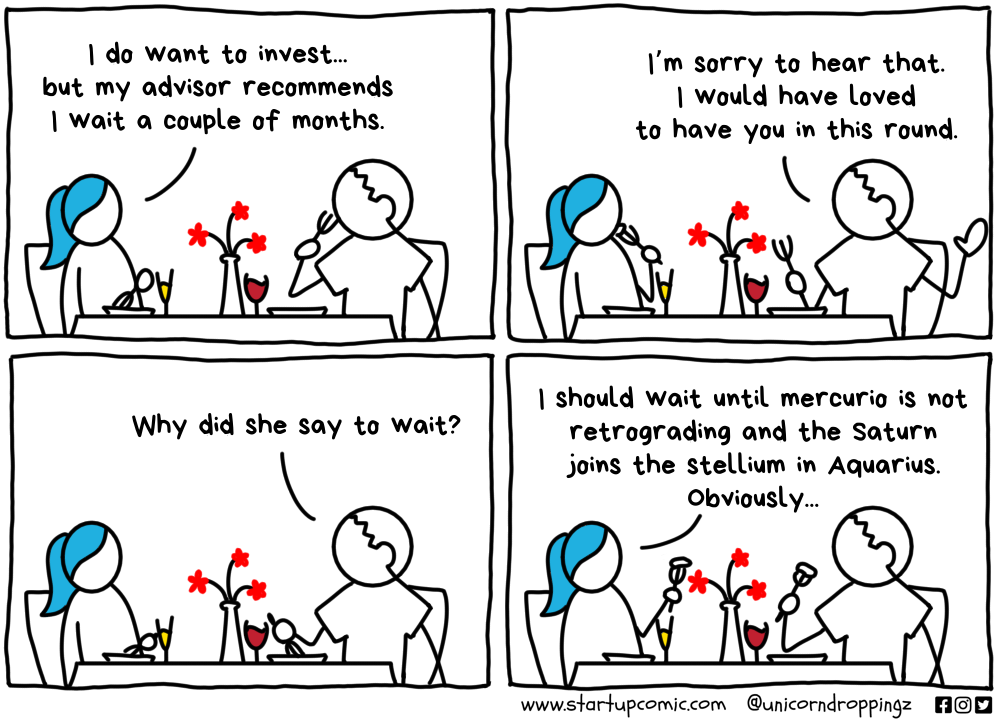 I do want to invest...
but my advisor recommends
I wait a couple of months.
I'm sorry to hear that.
I would have loved
to have you in this round.
Why did she say to wait?
I should wait until mercurio is not
retrograding and the Saturn
joins the stellium in Aquarius.
Obviously...
www.startupcomic.com @unicorndroppingz